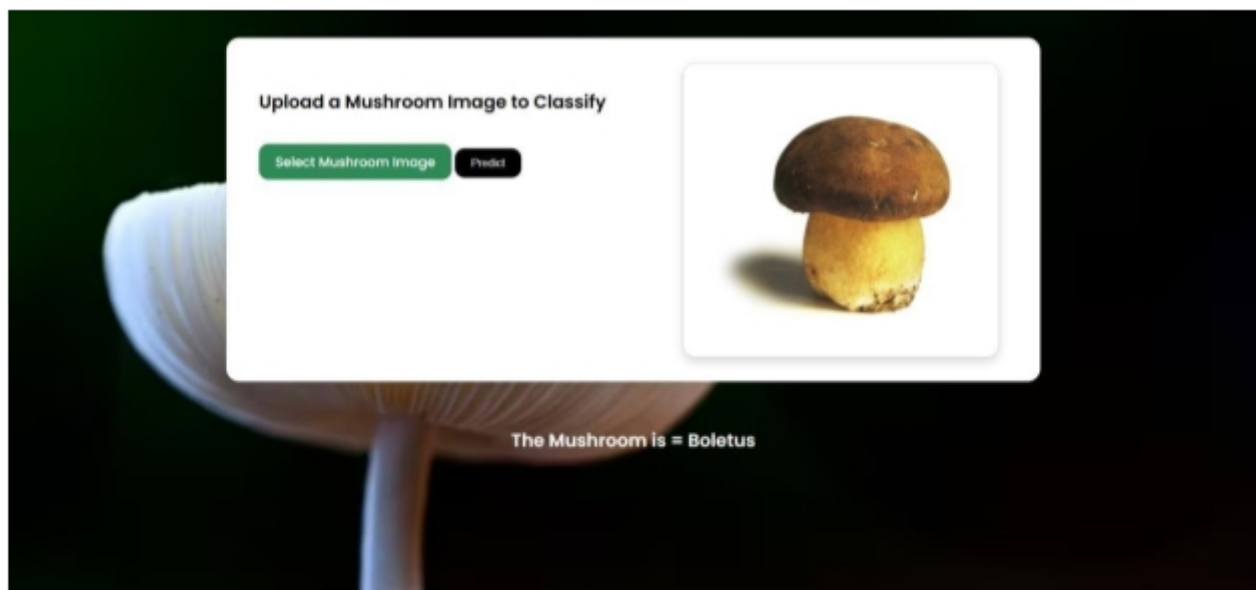 Upload a Mushroom Image to Classify
Select Mushroom Image
Predict
The Mushroom is = Boletus